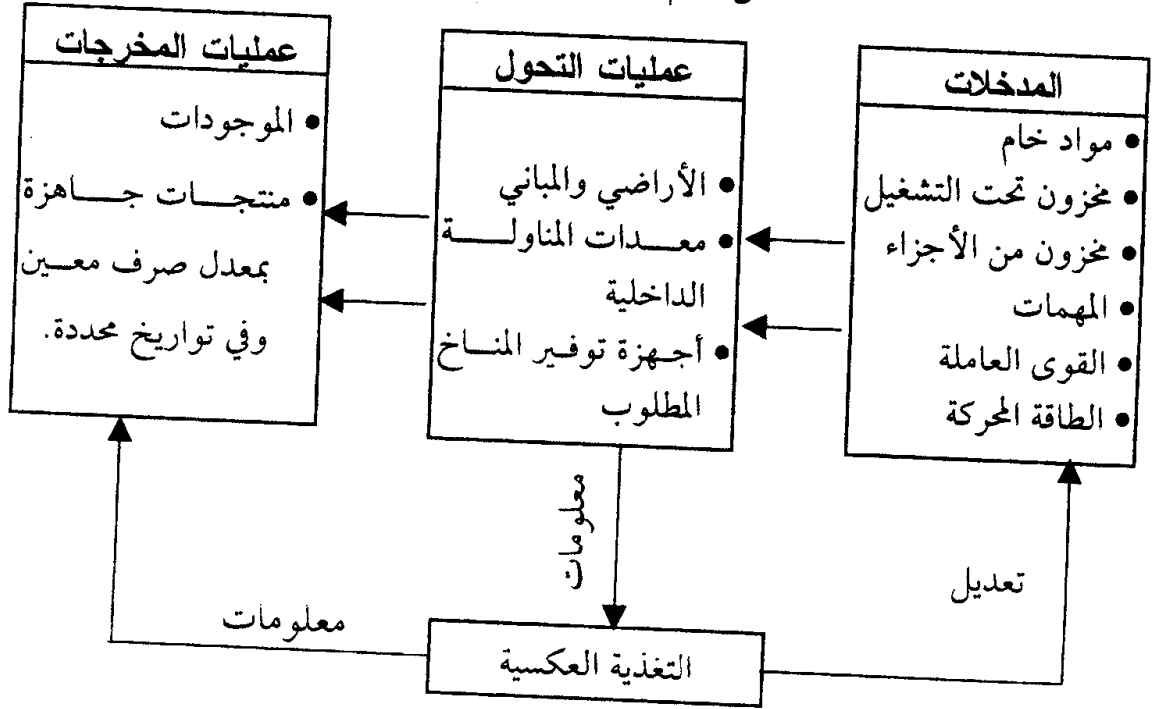 المدخلات
• مواد خام
• مخزون تحت التشغيل
• مخزون من الأجزاء
• المهمات
• القوى العاملة
• الطاقة المحركة
عمليات التحول
• الأراضي والمباني
• معدات المناولة
الداخلية
• أجهزة توفير المناخ
المطلوب
عمليات المخرجات
• الموجودات
• منتجات جاهزة
بمعدل صرف معين
وفي تواريخ محددة.
معلومات
تعديل
معلومات
التغذية العكسية